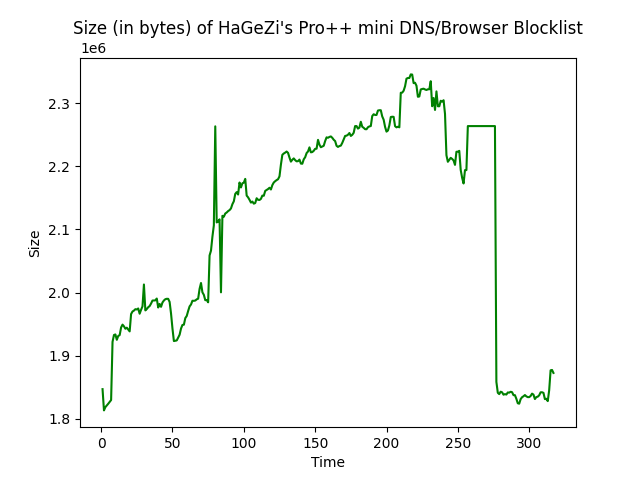 Size (in bytes) of HaGeZi's Pro++ mini DNS/Browser Blocklist
1e6
2.3
2.2
2.1
2.0
1.9
1.8
Size
0 50 100 150 200 250 300
Time